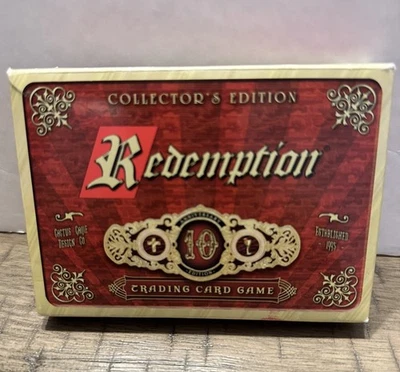 COLLECTOR'S EDITION
Redemption
CACTUS GAME
DESIGN CO
ANNIVERSARY
10
EDITION
ESTABLISHED
1995
TRADING CARD GAME